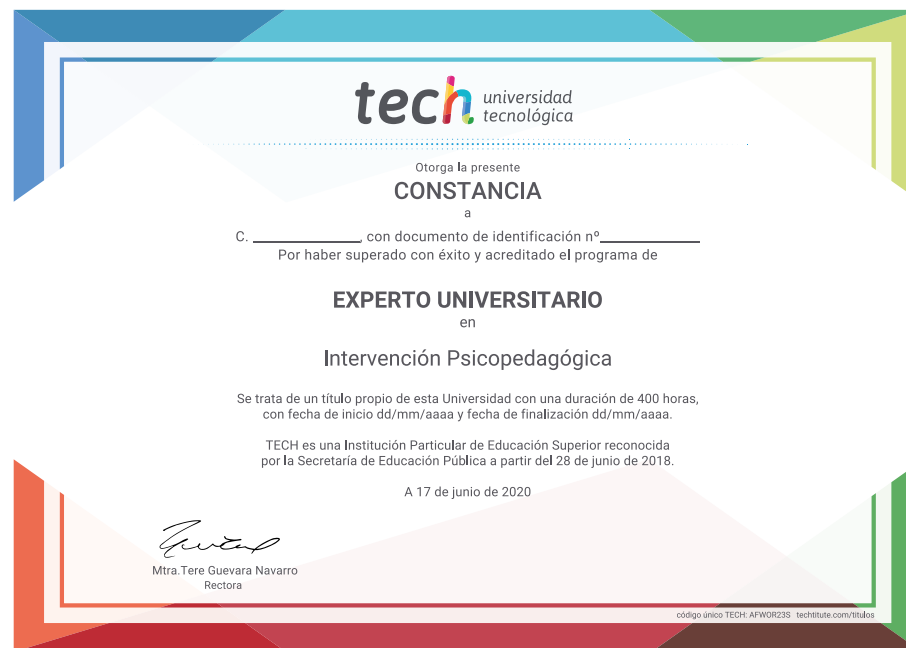 tech universidad
tecnológica
Otorga la presente
CONSTANCIA
a
C. ____________, con documento de identificación nº____________
Por haber superado con éxito y acreditado el programa de
EXPERTO UNIVERSITARIO
en
Intervención Psicopedagógica
Se trata de un título propio de esta Universidad con una duración de 400 horas,
con fecha de inicio dd/mm/aaaa y fecha de finalización dd/mm/aaaa.
TECH es una Institución Particular de Educación Superior reconocida
por la Secretaría de Educación Pública a partir del 28 de junio de 2018.
A 17 de junio de 2020
Mtra.Tere Guevara Navarro
Rectora
código único TECH: AFWOR23S techtitute.com/titulos